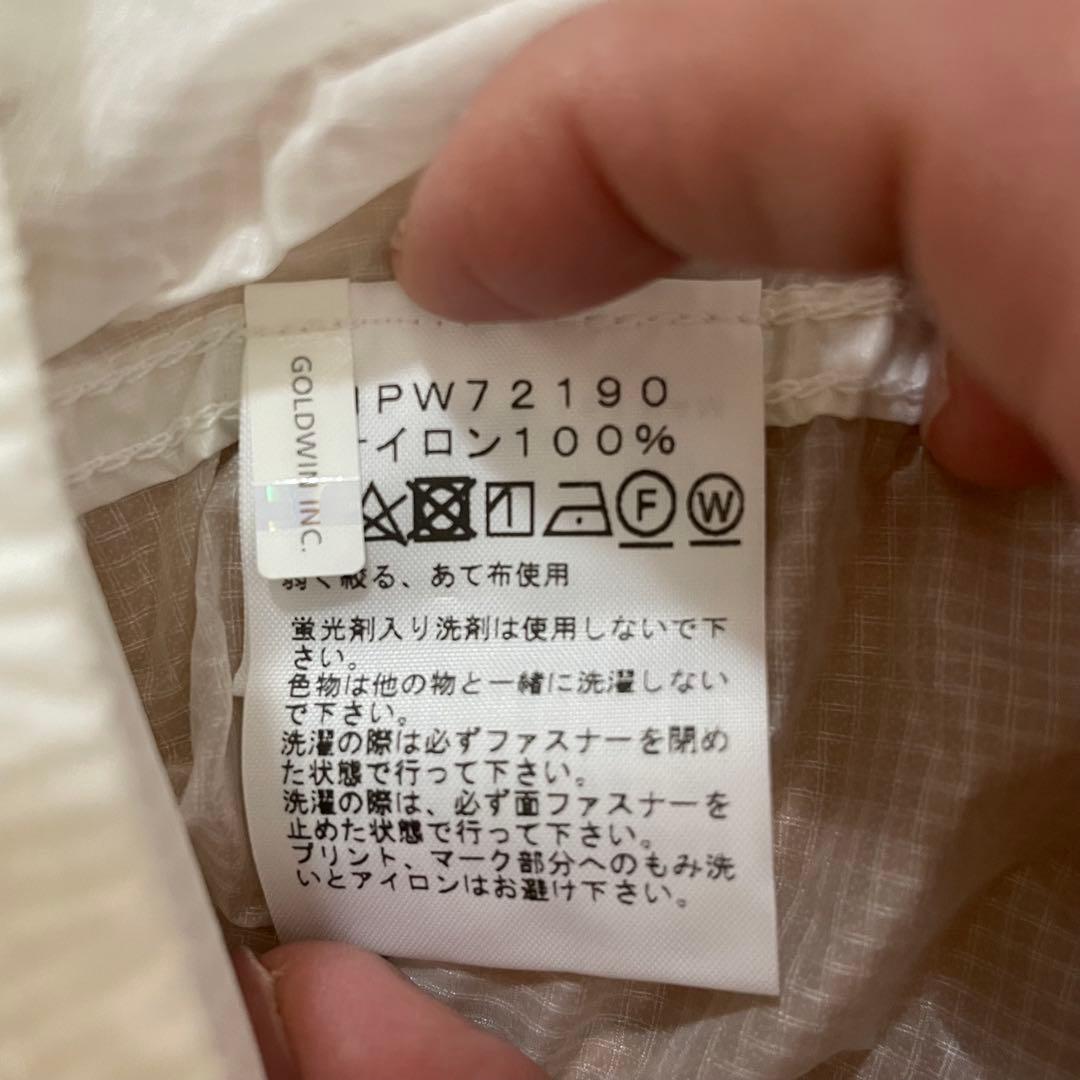 GOLDWIN INC.
PW72190
イロン100%
F W
弱く絞る、あて布使用
蛍光剤入り洗剤は使用しないで下
さい。
色物は他の物と一緒に洗濯しない
で下さい。
洗濯の際は必ずファスナーを閉め
た状態で行って下さい。
洗濯の際は、必ず面ファスナーを
止めた状態で行って下さい。
プリント、マーク部分へのもみ洗
いとアイロンはお避け下さい。